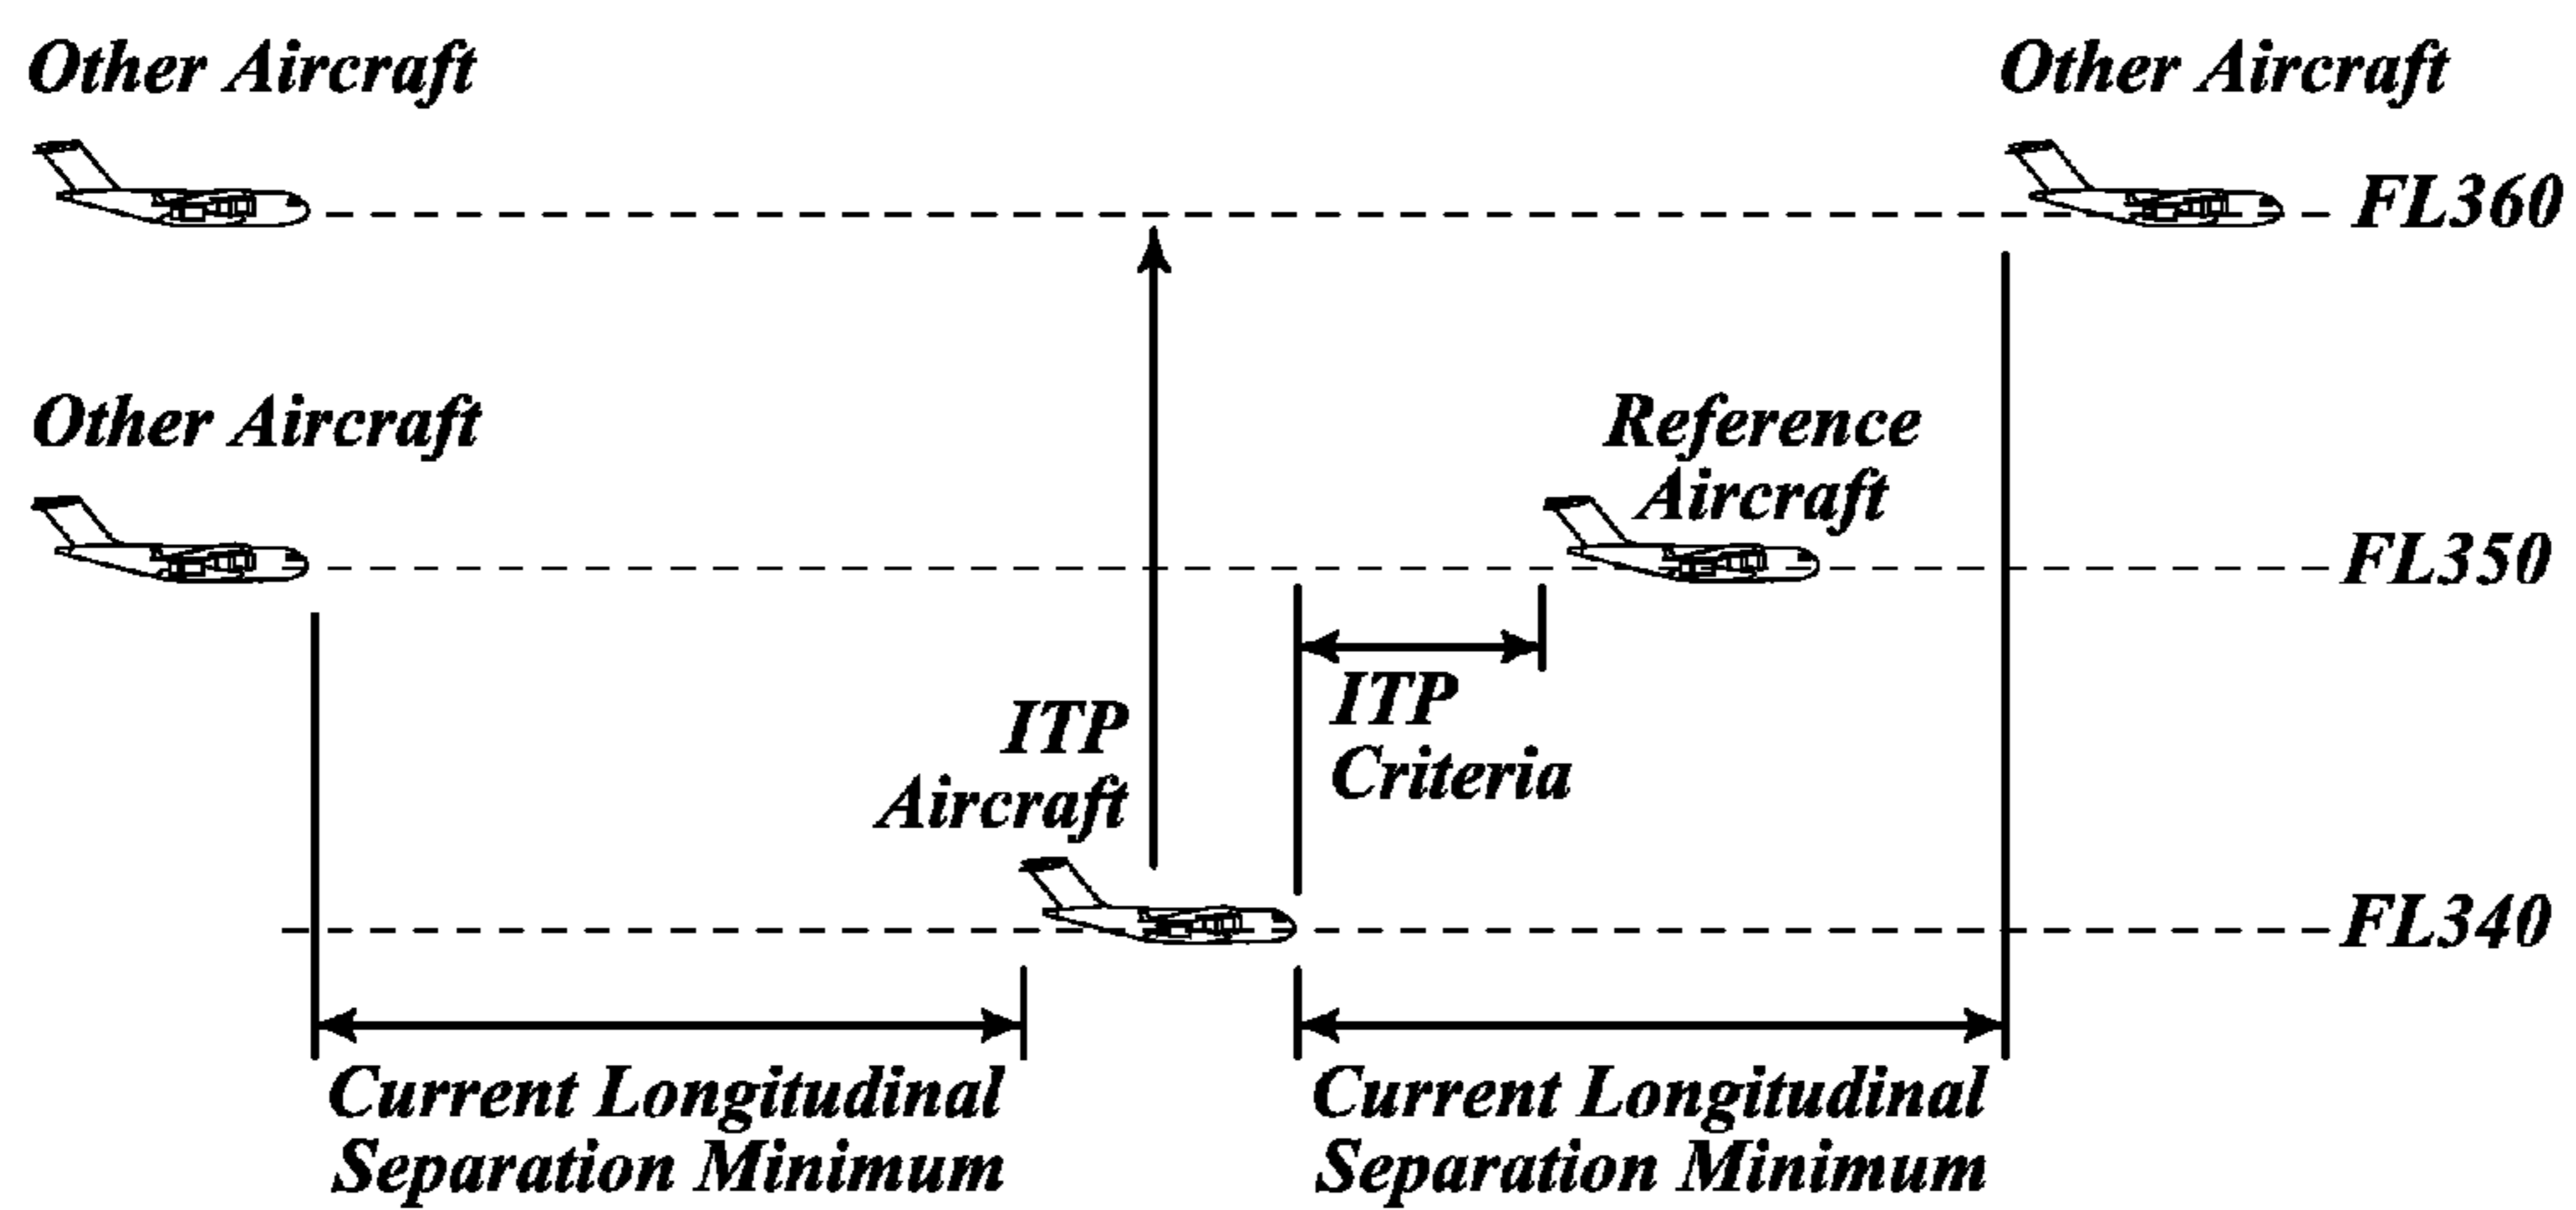 Other Aircraft
Other Aircraft
FL360
Other Aircraft
Reference
Aircraft
FL350
ITP
Criteria
ITP
Aircraft
FL340
Current Longitudinal
Separation Minimum
Current Longitudinal
Separation Minimum